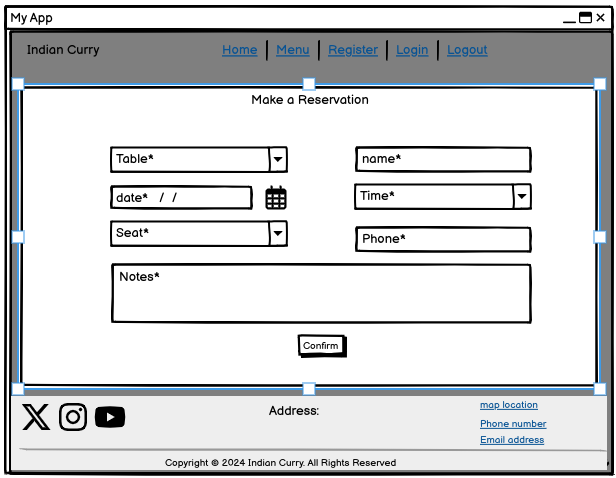 My App
Indian Curry
Home Menu Register Login Logout
Make a Reservation
Table* name*
date* / / Time*
Seat* Phone*
Notes*
Confirm
Address:
map location
Phone number
Email address
Copyright © 2024 Indian Curry. All Rights Reserved